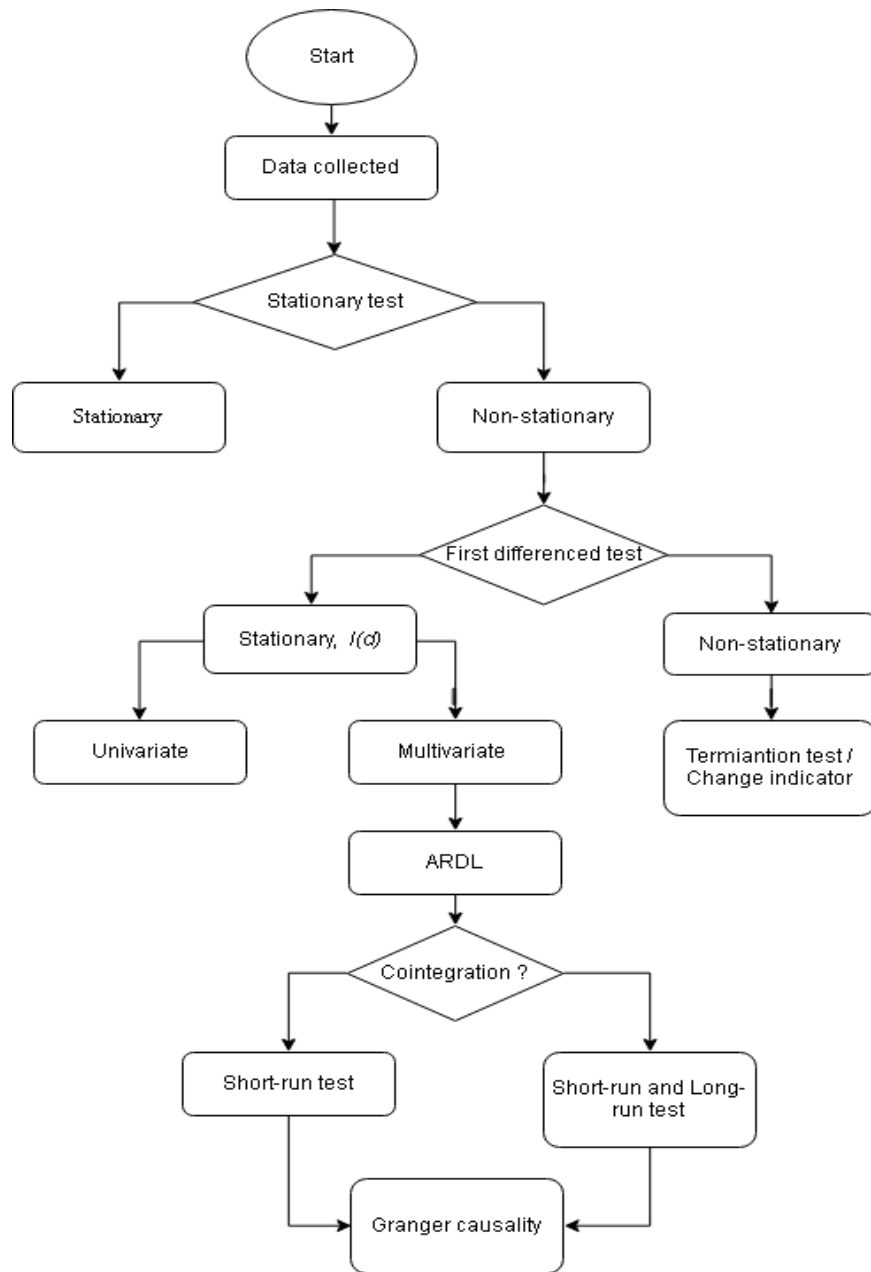 Start
Data collected
Stationary test
Stationary
Non-stationary
First differenced test
Stationary, I(d)
Non-stationary
Univariate
Multivariate
Termiantion test /
Change indicator
ARDL
Cointegration ?
Short-run test
Short-run and Long-
run test
Granger causality